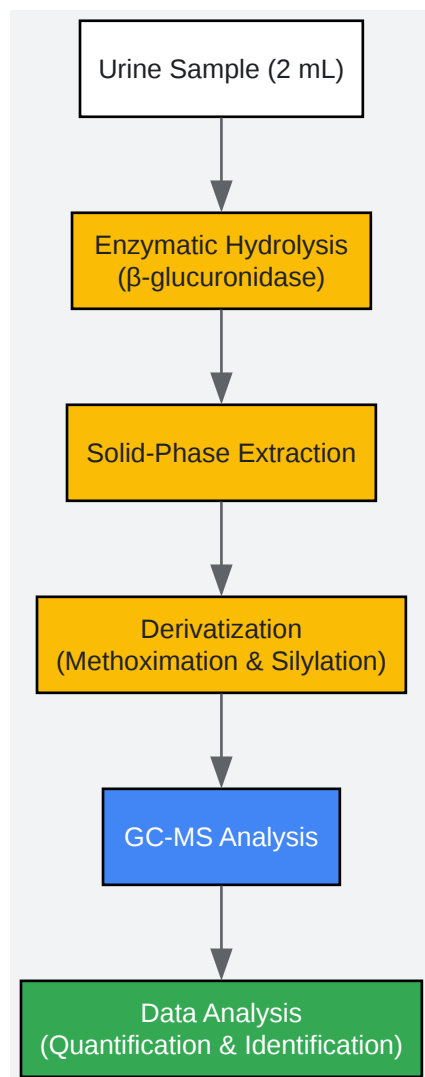 Urine Sample (2 mL)
Enzymatic Hydrolysis
(β-glucuronidase)
Solid-Phase Extraction
Derivatization
(Methoximation & Silylation)
GC-MS Analysis
Data Analysis
(Quantification & Identification)